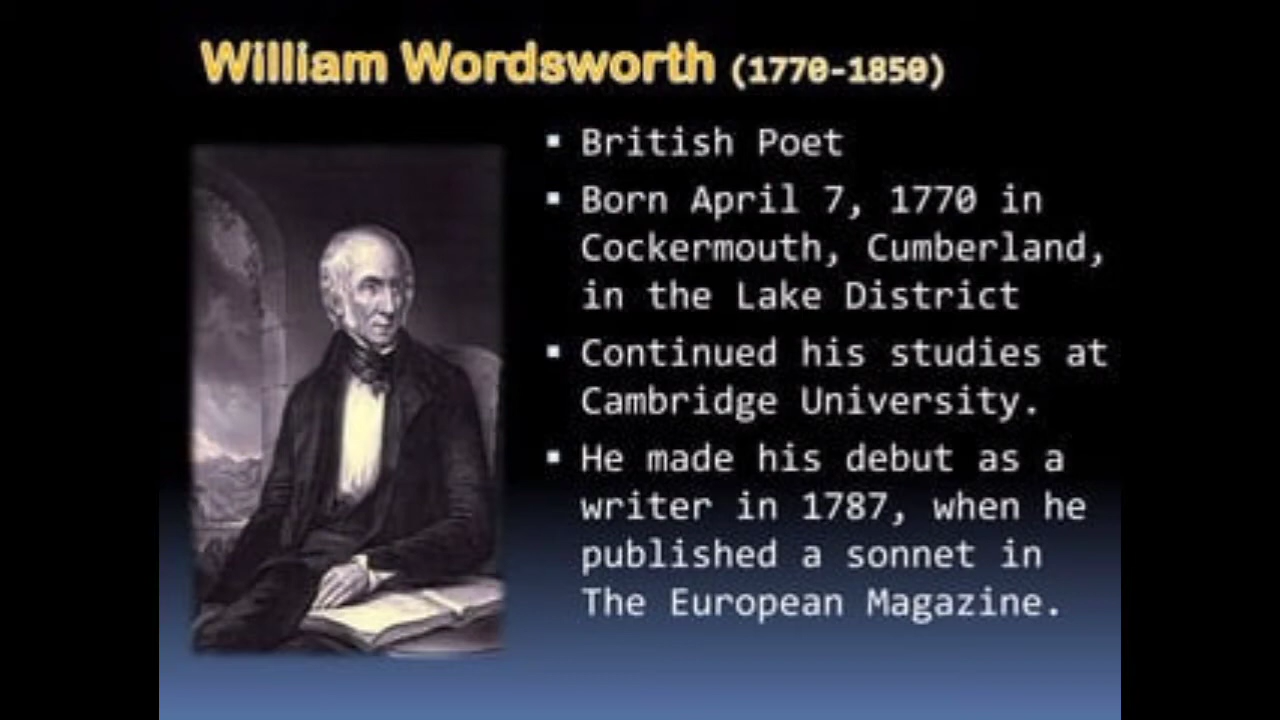 William Wordsworth (1770-1850)
▪ British Poet
▪ Born April 7, 1770 in
Cockermouth, Cumberland,
in the Lake District
▪ Continued his studies at
Cambridge University.
▪ He made his debut as a
writer in 1787, when he
published a sonnet in
The European Magazine.